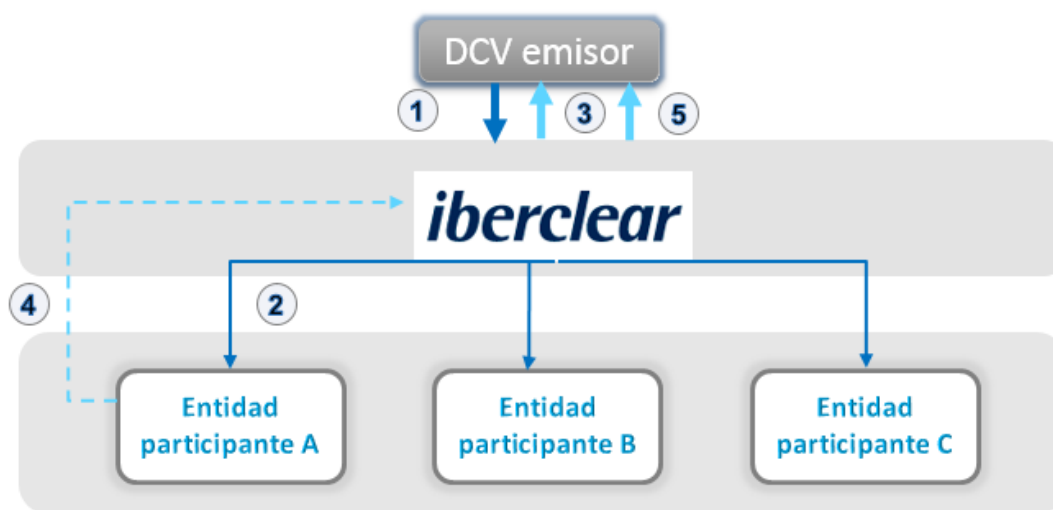 DCV emisor
1
3
5
iberclear
4
2
Entidad
participante A
Entidad
participante B
Entidad
participante C